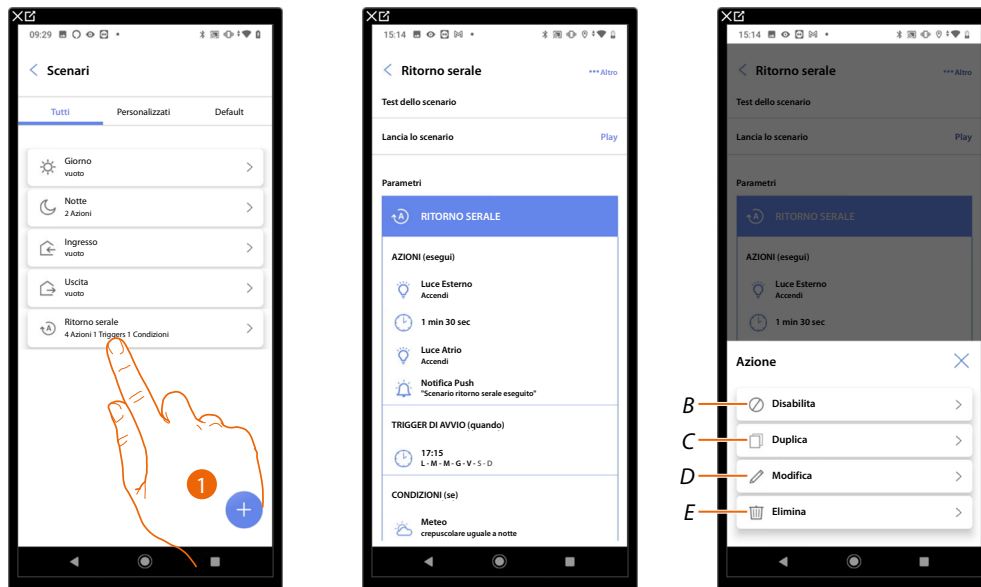 09:29
Scenari
Tutti
Personalizzati
Default
Giorno
vuoto
Notte
2 Azioni
Ingresso
vuoto
Uscita
vuoto
Ritorno serale
4 Azioni 1 Triggers 1 Condizioni
1
+
15:14
Ritorno serale
••• Altro
Test dello scenario
Lancia lo scenario
Play
Parametri
A
RITORNO SERALE
AZIONI (esegui)
Luce Esterno
Accendi
1 min 30 sec
Luce Atrio
Accendi
Notifica Push
"Scenario ritorno serale eseguito"
TRIGGER DI AVVIO (quando)
17:15
L - M - M - G - V - S - D
CONDIZIONI (se)
Meteo
crepuscolare uguale a notte
15:14
Ritorno serale
••• Altro
Test dello scenario
Lancia lo scenario
Play
Parametri
A
RITORNO SERALE
AZIONI (esegui)
Luce Esterno
Accendi
1 min 30 sec
Azione
B
Disabilita
C
Duplica
D
Modifica
E
Elimina